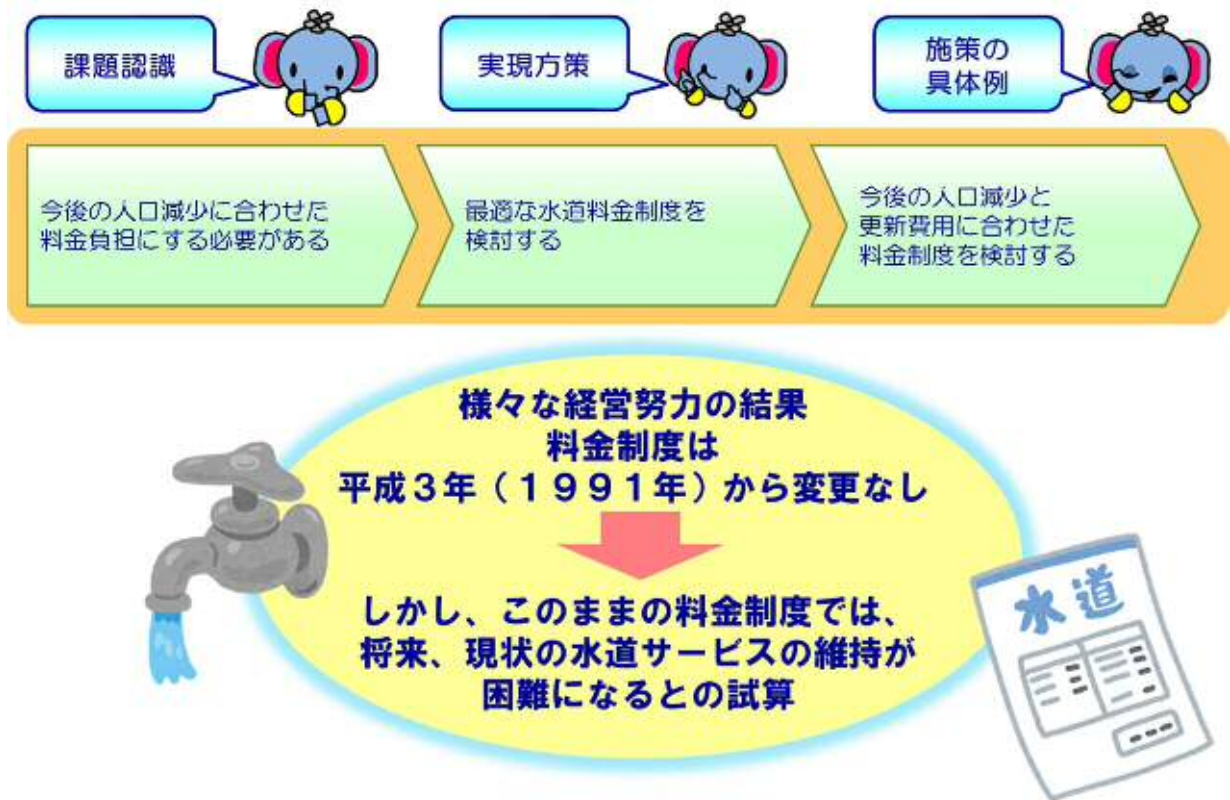 課題認識
実現方策
施策の
具体例
今後の人口減少に合わせた
料金負担にする必要がある
最適な水道料金制度を
検討する
今後の人口減少と
更新費用に合わせた
料金制度を検討する
様々な経営努力の結果
料金制度は
平成３年（１９９１年）から変更なし
しかし、このままの料金制度では、
将来、現状の水道サービスの維持が
困難になるとの試算
水道